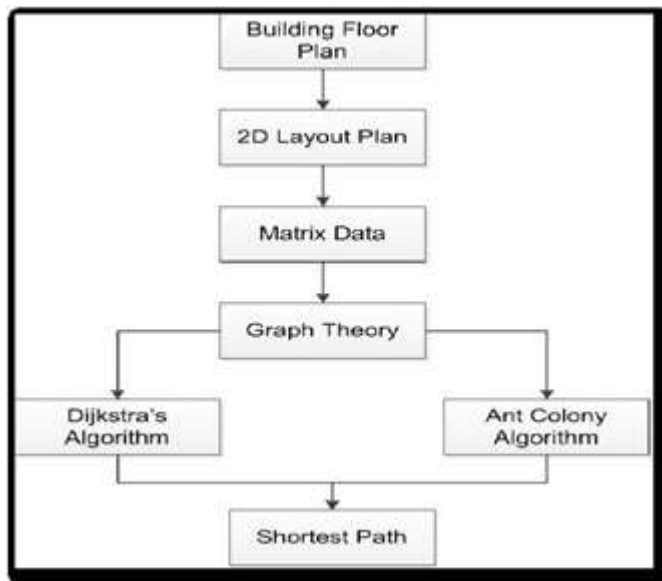 Building Floor
Plan
2D Layout Plan
Matrix Data
Graph Theory
Dijkstra's
Algorithm
Ant Colony
Algorithm
Shortest Path